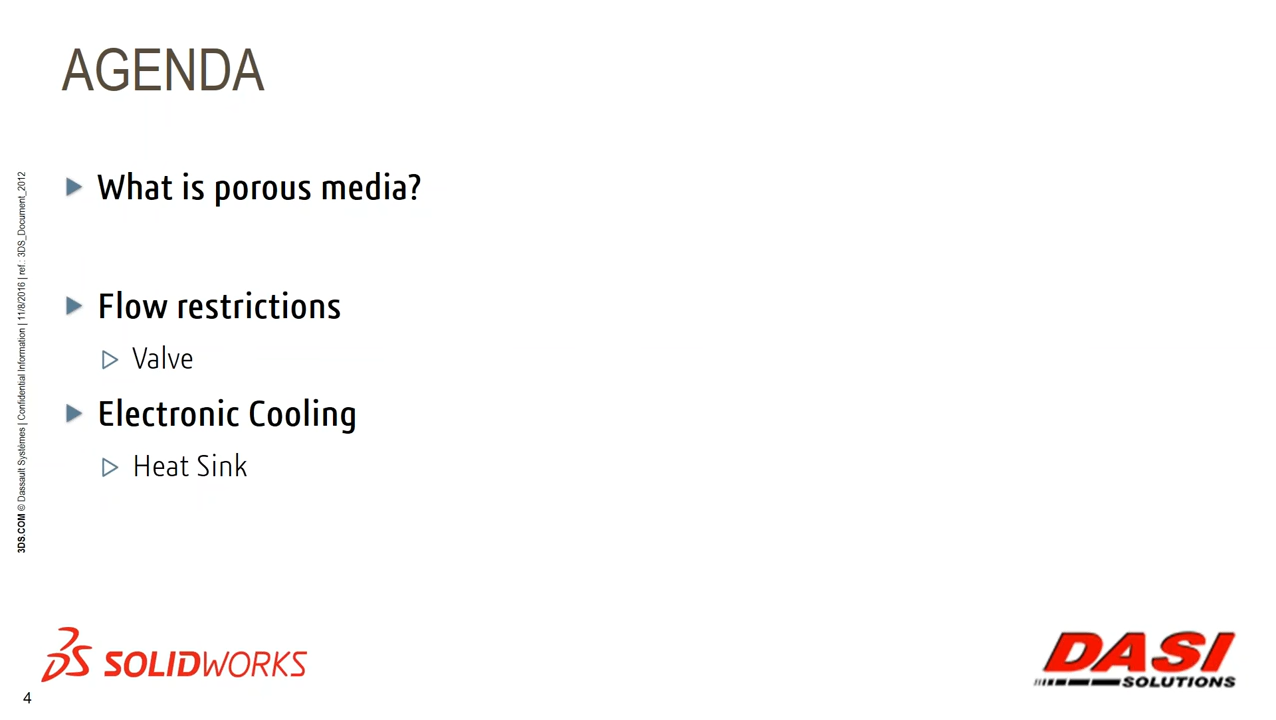 AGENDA
What is porous media?
Flow restrictions
Valve
Electronic Cooling
Heat Sink
3DS.COM © Dassault Systèmes | Confidential Information | 11/8/2016 | ref.: 3DS_Document_2012
3DS SOLIDWORKS
DASI
SOLUTIONS
4